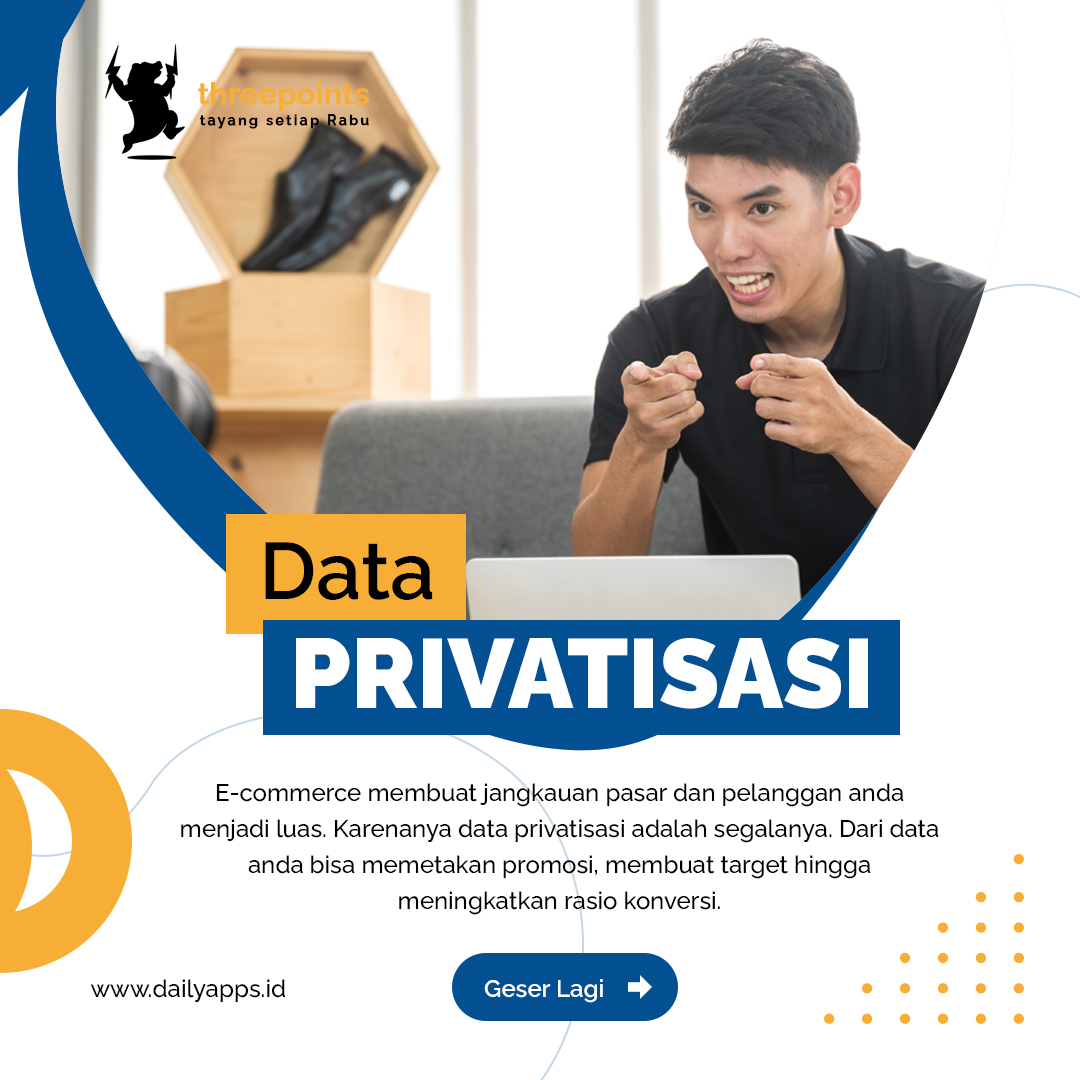 threepoints
tayang setiap Rabu
Data
PRIVATISASI
E-commerce membuat jangkauan pasar dan pelanggan anda
menjadi luas. Karenanya data privatisasi adalah segalanya. Dari data
anda bisa memetakan promosi, membuat target hingga
meningkatkan rasio konversi.
www.dailyapps.id
Geser Lagi